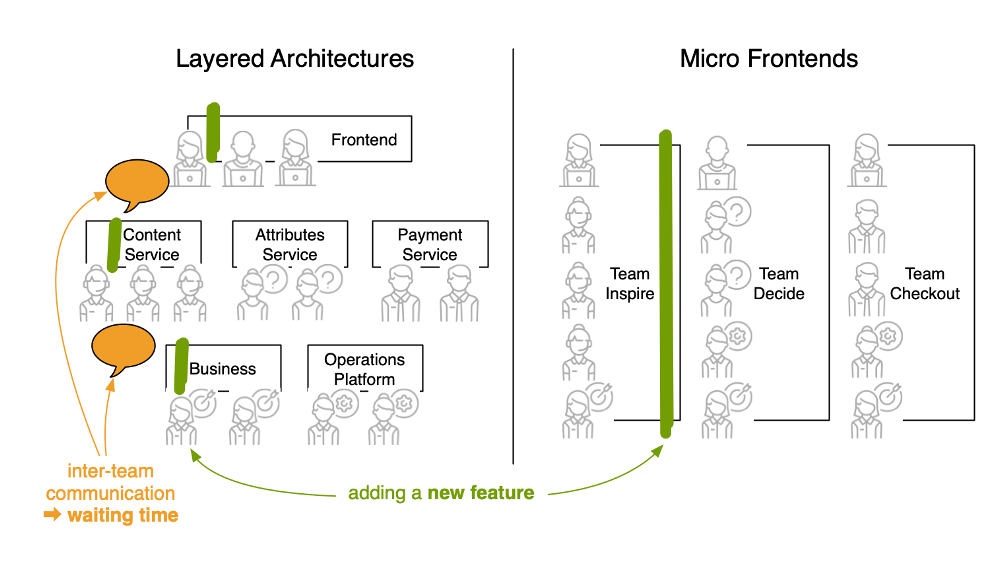 Layered Architectures
Micro Frontends
Frontend
Content
Service
Attributes
Service
Payment
Service
Business
Operations
Platform
Team
Inspire
Team
Decide
Team
Checkout
inter-team
communication
➡ waiting time
adding a new feature